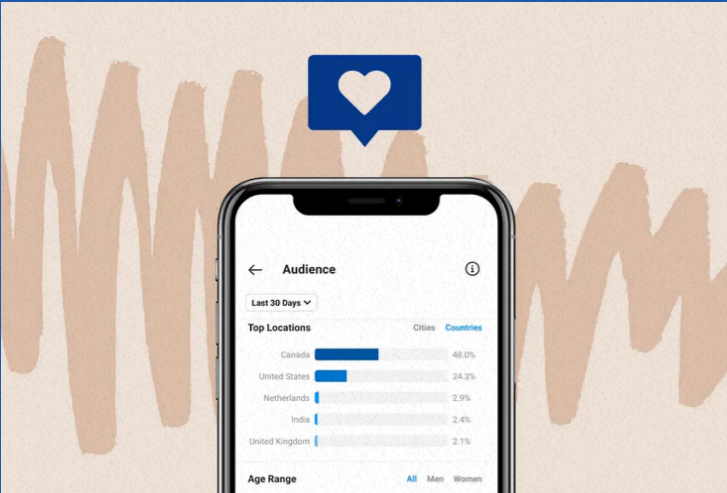 Audience
Last 30 Days
Top Locations Cities Countries
Canada 48.0%
United States 24.3%
Netherlands 2.9%
India 2.4%
United Kingdom 2.1%
Age Range All Men Women